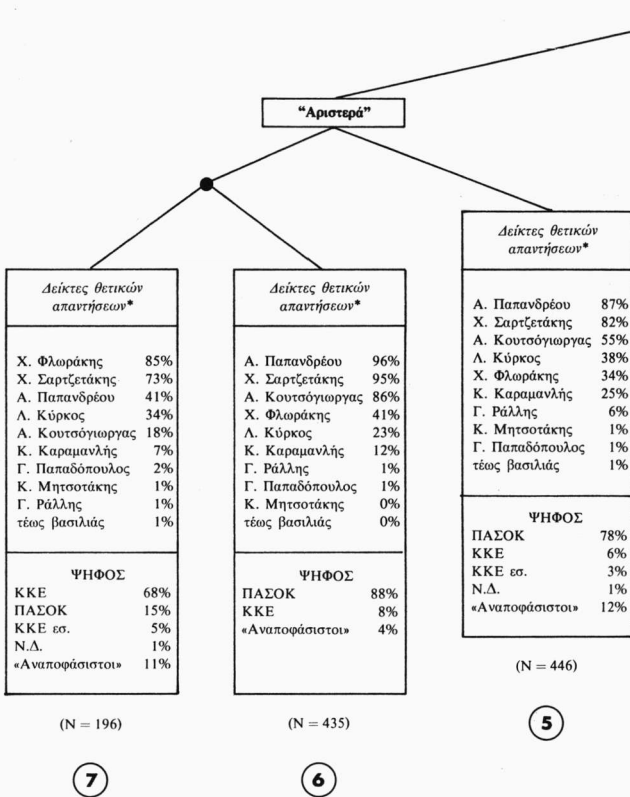 “Αριστερά”
Δείκτες θετικών
απαντήσεων*
Χ. Φλωράκης 85%
Χ. Σαρτζετάκης 73%
Α. Παπανδρέου 41%
Λ. Κύρκος 34%
Α. Κουτσόγιωργας 18%
Κ. Καραμανλής 7%
Γ. Παπαδόπουλος 2%
Κ. Μητσοτάκης 1%
Γ. Ράλλης 1%
τέως βασιλιάς 1%
ΨΗΦΟΣ
ΚΚΕ 68%
ΠΑΣΟΚ 15%
ΚΚΕ εσ. 5%
Ν.Δ. 1%
«Αναποφάσιστοι» 11%
(Ν = 196)
7
Δείκτες θετικών
απαντήσεων*
Α. Παπανδρέου 96%
Χ. Σαρτζετάκης 95%
Α. Κουτσόγιωργας 86%
Χ. Φλωράκης 41%
Λ. Κύρκος 23%
Κ. Καραμανλής 12%
Γ. Ράλλης 1%
Γ. Παπαδόπουλος 1%
Κ. Μητσοτάκης 0%
τέως βασιλιάς 0%
ΨΗΦΟΣ
ΠΑΣΟΚ 88%
ΚΚΕ 8%
«Αναποφάσιστοι» 4%
(Ν = 435)
6
Δείκτες θετικών
απαντήσεων*
Α. Παπανδρέου 87%
Χ. Σαρτζετάκης 82%
Α. Κουτσόγιωργας 55%
Λ. Κύρκος 38%
Χ. Φλωράκης 34%
Κ. Καραμανλής 25%
Γ. Ράλλης 6%
Κ. Μητσοτάκης 1%
Γ. Παπαδόπουλος 1%
τέως βασιλιάς 1%
ΨΗΦΟΣ
ΠΑΣΟΚ 78%
ΚΚΕ 6%
ΚΚΕ εσ. 3%
Ν.Δ. 1%
«Αναποφάσιστοι» 12%
(Ν = 446)
5